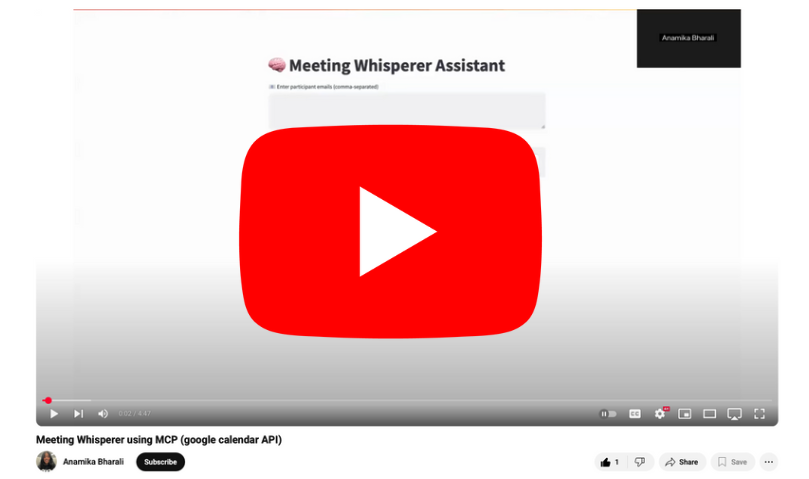 Anamika Bharali
🧠 Meeting Whisperer Assistant
Enter participant emails (comma-separated)
0:02 / 4:47
CC
Meeting Whisperer using MCP (google calendar API)
Anamika Bharali
Subscribe
1
Share
Save